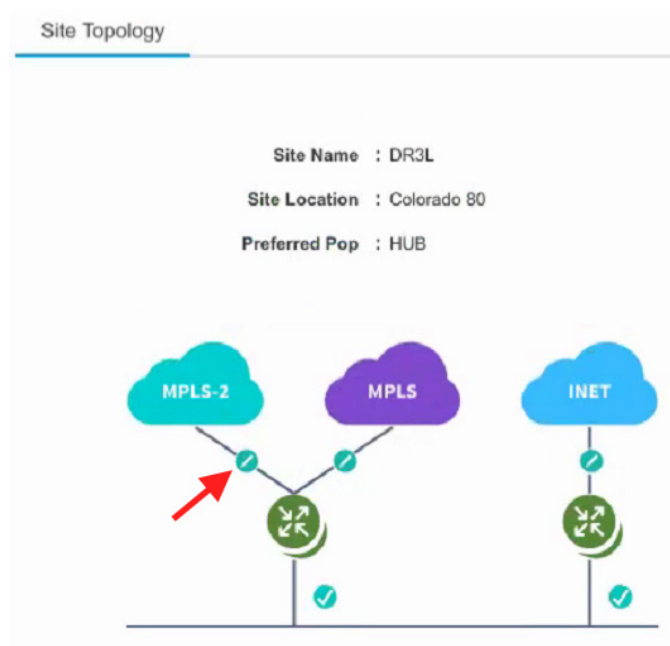 Site Topology
Site Name : DR3L
Site Location : Colorado 80
Preferred Pop : HUB
MPLS-2 MPLS INET